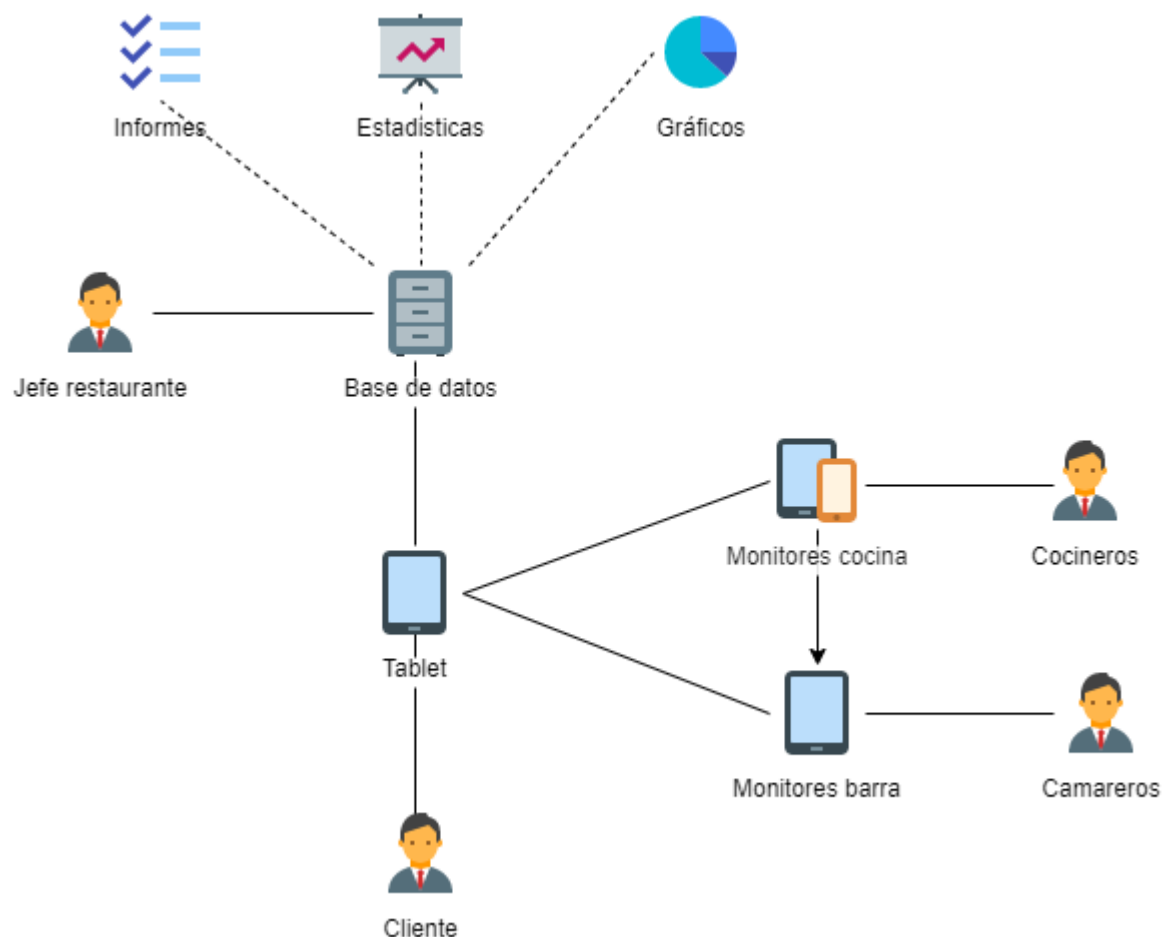 Informes
Estadisticas
Gráficos
Jefe restaurante
Base de datos
Monitores cocina
Cocineros
Tablet
Monitores barra
Camareros
Cliente